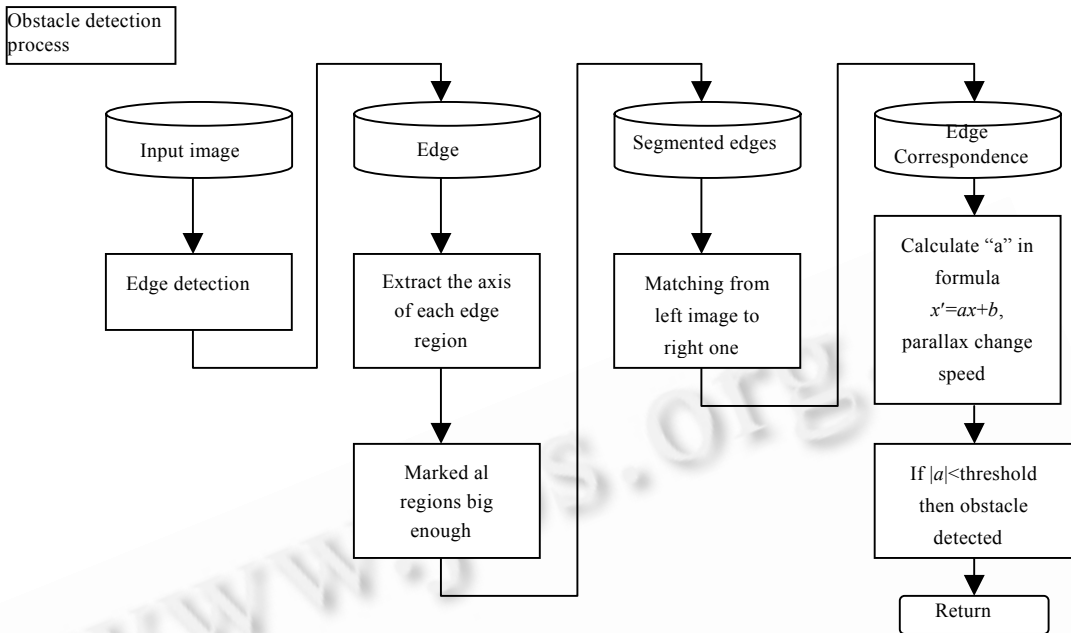 Obstacle detection
process
Input image
Edge detection
Edge
Extract the axis
of each edge
region
Marked al
regions big
enough
Segmented edges
Matching from
left image to
right one
Edge
Correspondence
Calculate “a” in
formula
x′=ax+b,
parallax change
speed
If |a|<threshold
then obstacle
detected
Return